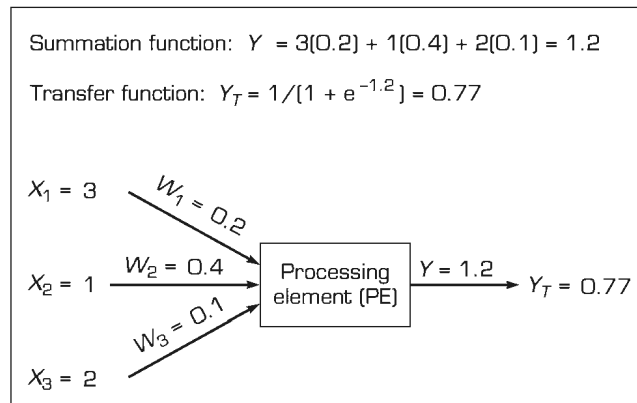 Summation function: Y = 3(0.2) + 1(0.4) + 2(0.1) = 1.2
Transfer function: Y_T = 1/(1 + e^{-1.2}) = 0.77
X_1 = 3
W_1 = 0.2
X_2 = 1
W_2 = 0.4
Processing
element (PE)
Y = 1.2
Y_T = 0.77
W_3 = 0.1
X_3 = 2